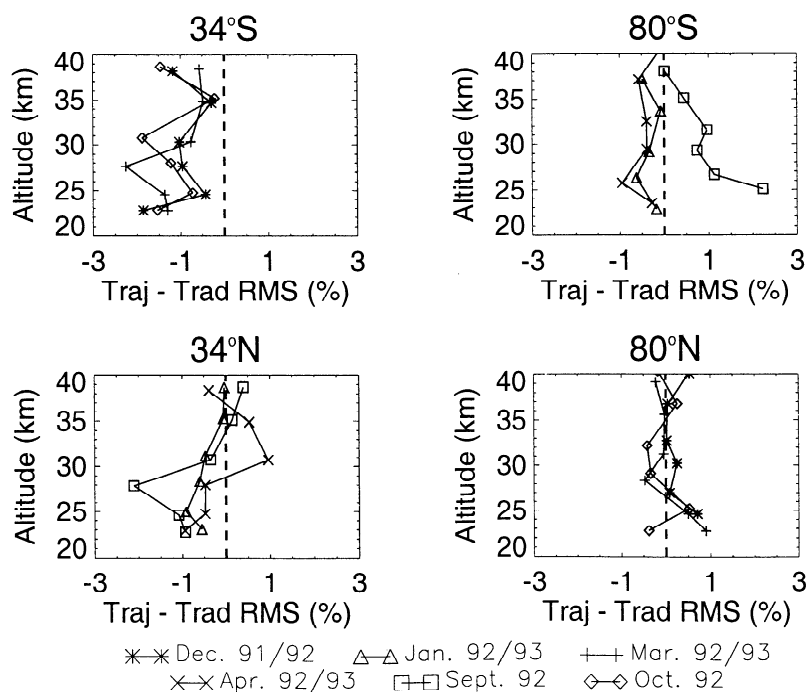 34°S
80°S
40
35
30
25
20
Altitude (km)
-3 -1 1 3
Traj - Trad RMS (%)
40
35
30
25
20
Altitude (km)
-3 -1 1 3
Traj - Trad RMS (%)
34°N
80°N
40
35
30
25
20
Altitude (km)
-3 -1 1 3
Traj - Trad RMS (%)
40
35
30
25
20
Altitude (km)
-3 -1 1 3
Traj - Trad RMS (%)
Dec. 91/92 Jan. 92/93 Mar. 92/93
Apr. 92/93 Sept. 92 Oct. 92